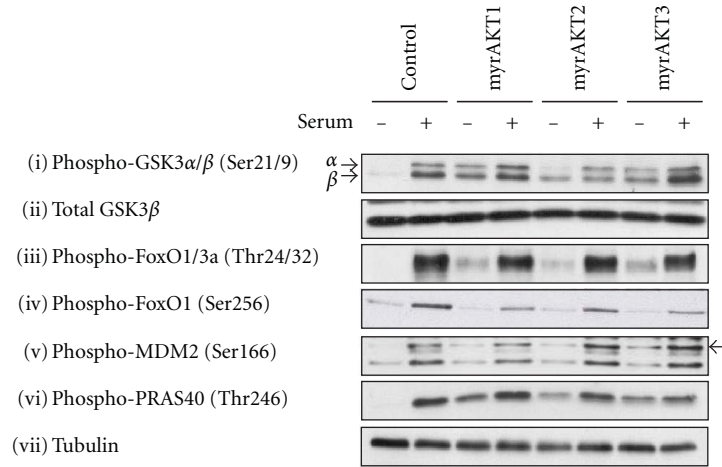 Control
myrAKT1
myrAKT2
myrAKT3
Serum – + – + – + – +
(i) Phospho-GSK3α/β (Ser21/9)
α
β
(ii) Total GSK3β
(iii) Phospho-FoxO1/3a (Thr24/32)
(iv) Phospho-FoxO1 (Ser256)
(v) Phospho-MDM2 (Ser166)
(vi) Phospho-PRAS40 (Thr246)
(vii) Tubulin